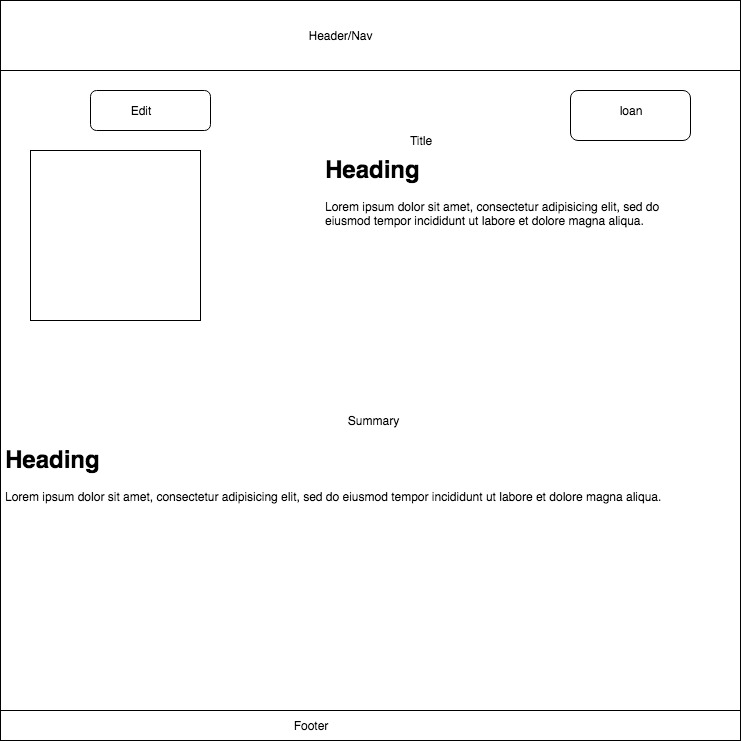 Header/Nav
Edit
loan
Title
Heading
Lorem ipsum dolor sit amet, consectetur adipisicing elit, sed do
eiusmod tempor incididunt ut labore et dolore magna aliqua.
Summary
Heading
Lorem ipsum dolor sit amet, consectetur adipisicing elit, sed do eiusmod tempor incididunt ut labore et dolore magna aliqua.
Footer